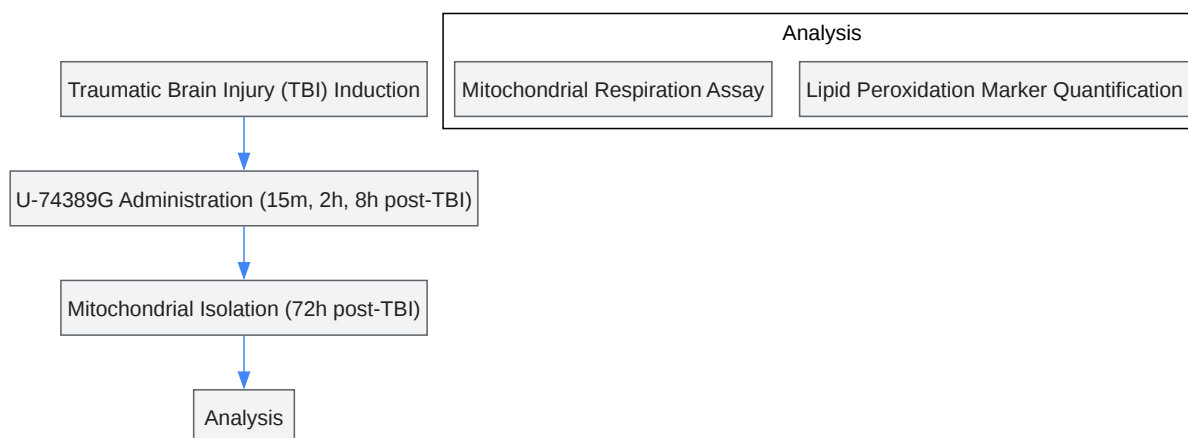 Analysis
Traumatic Brain Injury (TBI) Induction
Mitochondrial Respiration Assay
Lipid Peroxidation Marker Quantification
U-74389G Administration (15m, 2h, 8h post-TBI)
Mitochondrial Isolation (72h post-TBI)
Analysis